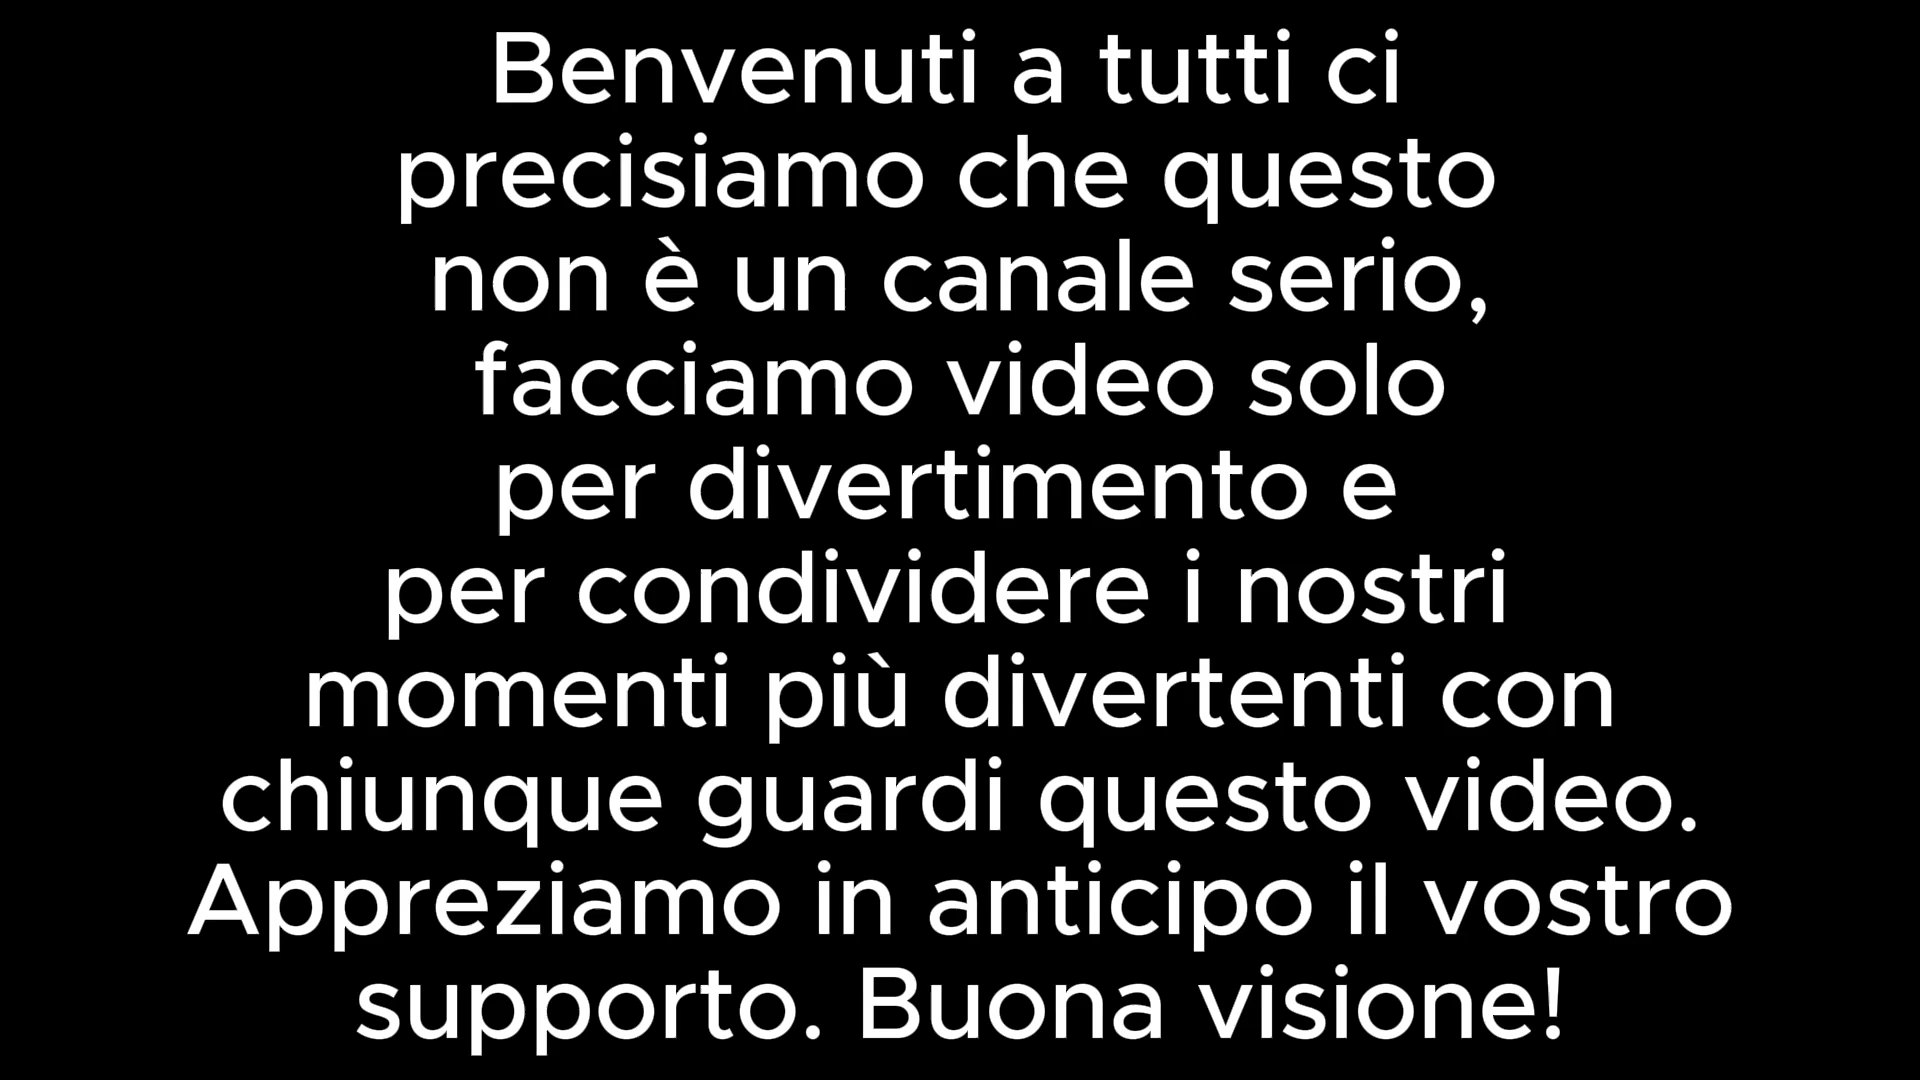 Benvenuti a tutti ci
precisiamo che questo
non è un canale serio,
facciamo video solo
per divertimento e
per condividere i nostri
momenti più divertenti con
chiunque guardi questo video.
Appreziamo in anticipo il vostro
supporto. Buona visione!